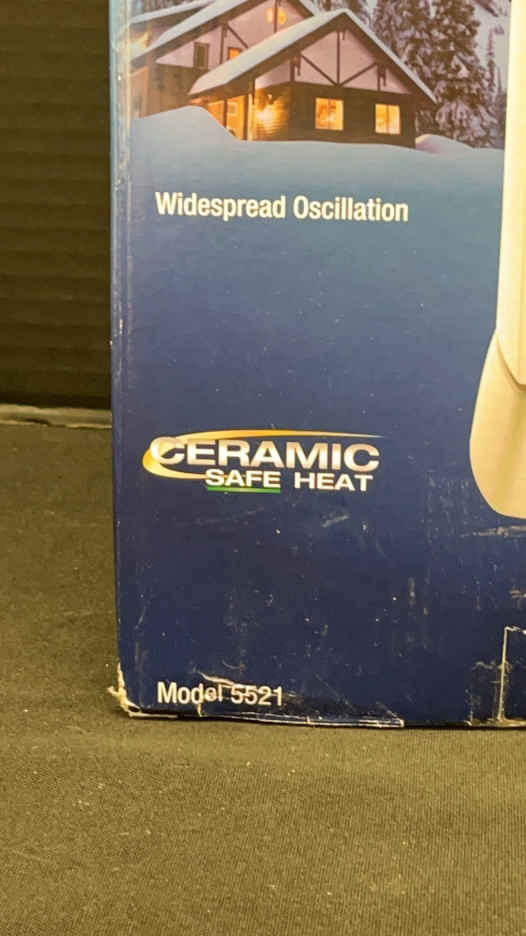 Widespread Oscillation
CERAMIC
SAFE HEAT
Model 5521